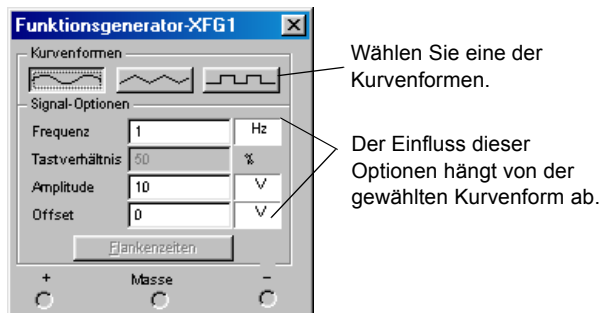 Funktionsgenerator-XFG1
Kurvenformen
Wählen Sie eine der
Kurvenformen.
Signal-Optionen
Frequenz 1 Hz
Tastverhältnis 50 %
Amplitude 10 V
Offset 0 V
Der Einfluss dieser
Optionen hängt von der
gewählten Kurvenform ab.
Flankenzeiten
+ Masse –